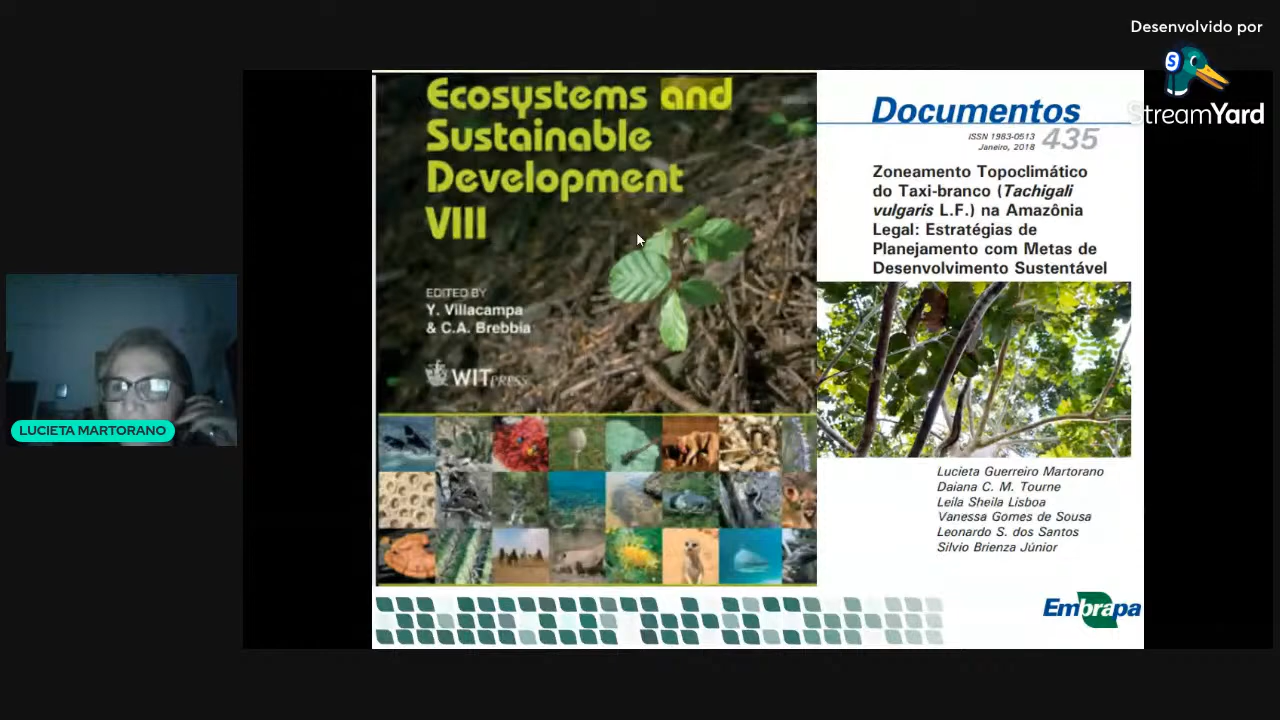 Desenvolvido por
StreamYard
Ecosystems and
Sustainable
Development
VIII
EDITED BY
Y. Villacampa
& C.A. Brebbia
WIT PRESS
Documentos
ISSN 1983-0513
Janeiro, 2018
435
Zoneamento Topoclimático
do Taxi-branco (Tachigali
vulgaris L.F.) na Amazônia
Legal: Estratégias de
Planejamento com Metas de
Desenvolvimento Sustentável
Lucieta Guerreiro Martorano
Daiana C. M. Tourne
Leila Sheila Lisboa
Vanessa Gomes de Sousa
Leonardo S. dos Santos
Silvio Brienza Júnior
Embrapa
LUCIETA MARTORANO